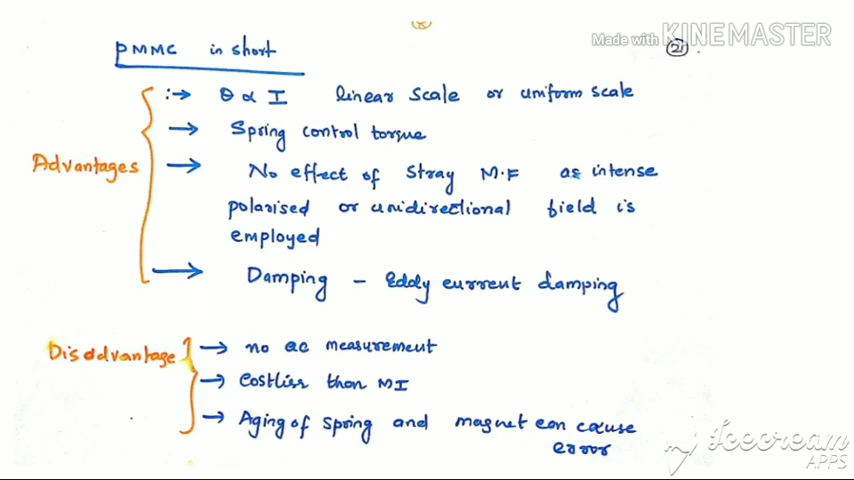 Made with KINEMASTER
PMMC in short
21
:→ θ ∝ I linear scale or uniform scale
→ Spring control torque
Advantages
→ No effect of stray M.F as intense
polarised or unidirectional field is
employed
→ Damping - Eddy current damping
Disadvantage
→ no ac measurement
→ Costlier than MI
→ Aging of spring and magnet can cause
error
Icecream
APPS